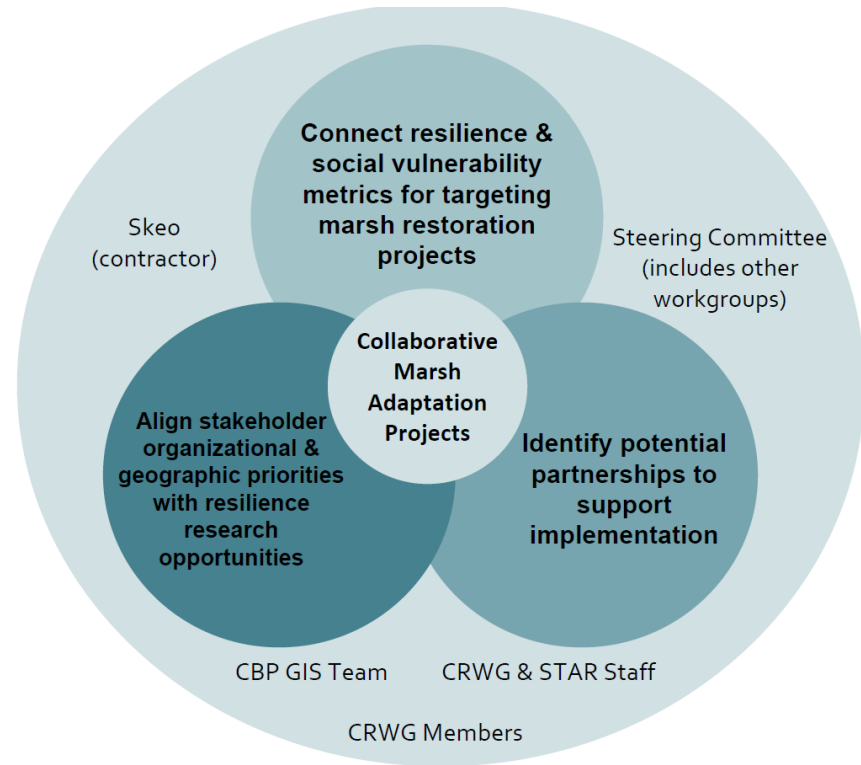 Connect resilience &
social vulnerability
metrics for targeting
marsh restoration
projects
Skeo
(contractor)
Steering Committee
(includes other
workgroups)
Collaborative
Marsh
Adaptation
Projects
Align stakeholder
organizational &
geographic priorities
with resilience
research
opportunities
Identify potential
partnerships to
support
implementation
CBP GIS Team
CRWG & STAR Staff
CRWG Members